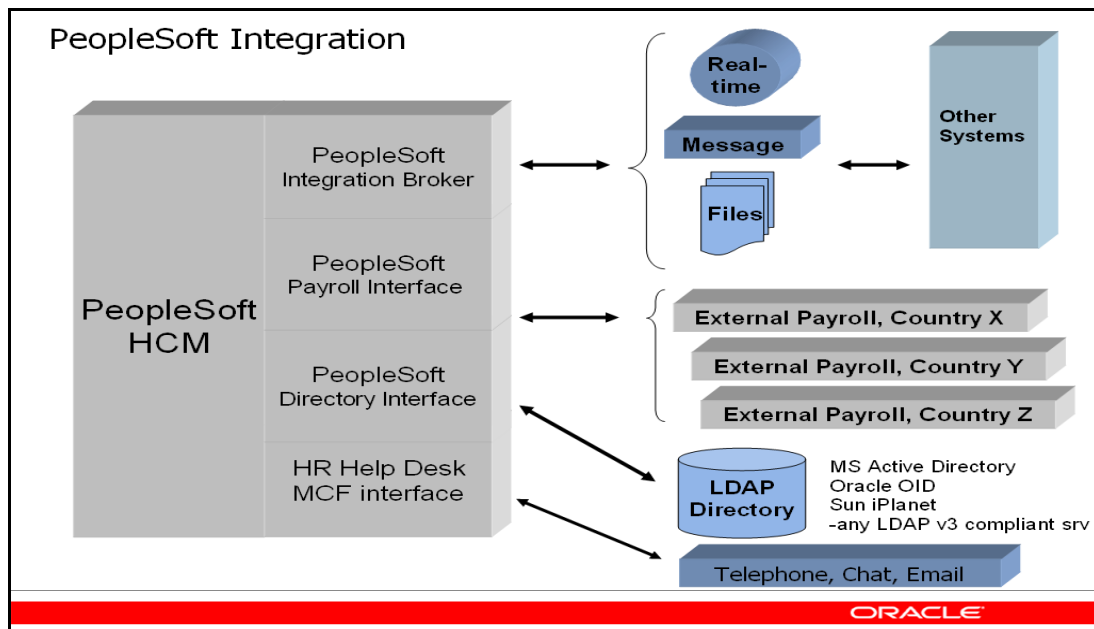 PeopleSoft Integration
PeopleSoft
HCM
PeopleSoft
Integration Broker
PeopleSoft
Payroll Interface
PeopleSoft
Directory Interface
HR Help Desk
MCF interface
Real-
time
Message
Files
Other
Systems
External Payroll, Country X
External Payroll, Country Y
External Payroll, Country Z
LDAP
Directory
MS Active Directory
Oracle OID
Sun iPlanet
-any LDAP v3 compliant srv
Telephone, Chat, Email
ORACLE